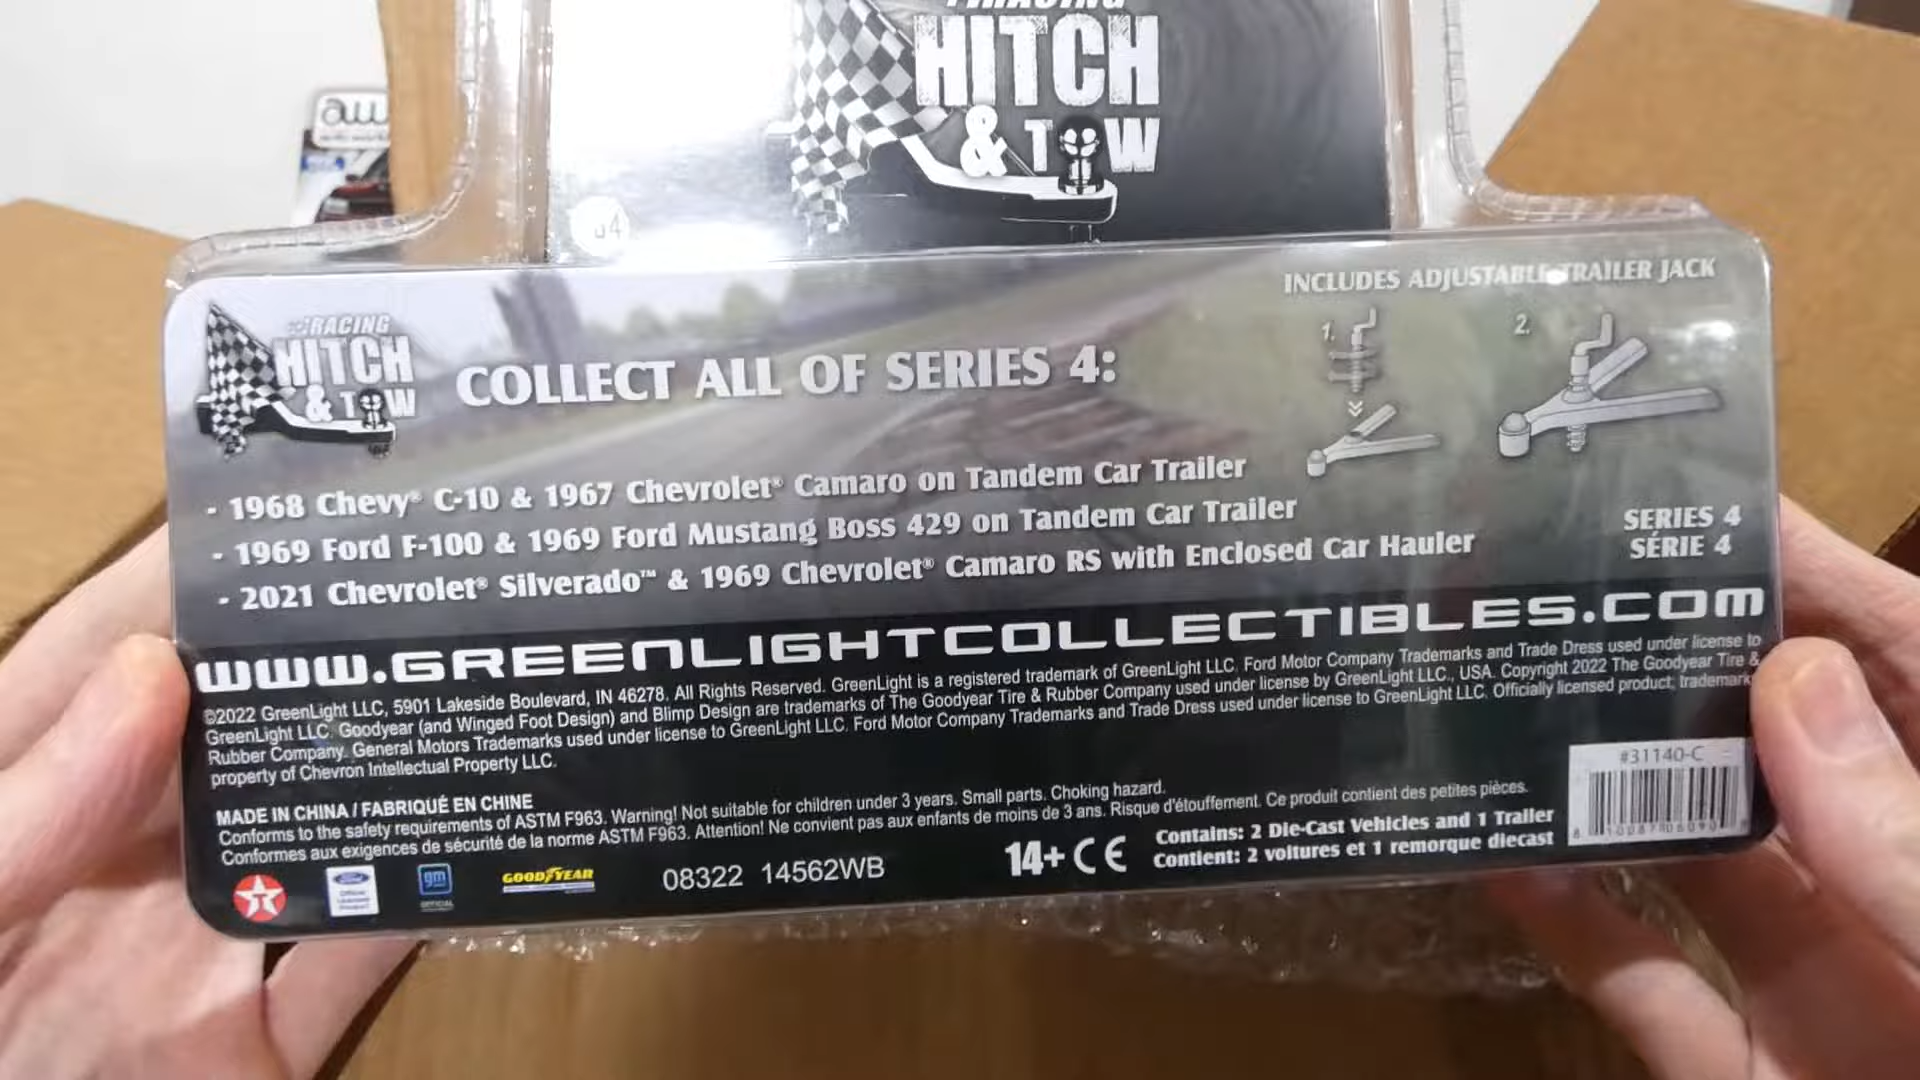 RACING
HITCH
& TOW
aw
04
RACING
HITCH
& TOW
COLLECT ALL OF SERIES 4:
INCLUDES ADJUSTABLE TRAILER JACK
1.
2.
- 1968 Chevy® C-10 & 1967 Chevrolet® Camaro on Tandem Car Trailer
- 1969 Ford F-100 & 1969 Ford Mustang Boss 429 on Tandem Car Trailer
- 2021 Chevrolet® Silverado™ & 1969 Chevrolet® Camaro RS with Enclosed Car Hauler
SERIES 4
SÉRIE 4
WWW.GREENLIGHTCOLLECTIBLES.COM
©2022 GreenLight LLC, 5901 Lakeside Boulevard, IN 46278. All Rights Reserved. GreenLight is a registered trademark of GreenLight LLC. Ford Motor Company Trademarks and Trade Dress used under license to
GreenLight LLC. Goodyear (and Winged Foot Design) and Blimp Design are trademarks of The Goodyear Tire & Rubber Company used under license by GreenLight LLC., USA. Copyright 2022 The Goodyear Tire &
Rubber Company. General Motors Trademarks used under license to GreenLight LLC. Ford Motor Company Trademarks and Trade Dress used under license to GreenLight LLC. Officially licensed product; trademark
property of Chevron Intellectual Property LLC.
MADE IN CHINA / FABRIQUÉ EN CHINE
Conforms to the safety requirements of ASTM F963. Warning! Not suitable for children under 3 years. Small parts. Choking hazard.
Conformes aux exigences de sécurité de la norme ASTM F963. Attention! Ne convient pas aux enfants de moins de 3 ans. Risque d'étouffement. Ce produit contient des petites pièces.
T
Ford
Official
Licensed
Product
gm
OFFICIAL
GOODYEAR
08322 14562WB
14+ CE
Contains: 2 Die-Cast Vehicles and 1 Trailer
Contient: 2 voitures et 1 remorque diecast
#31140-C